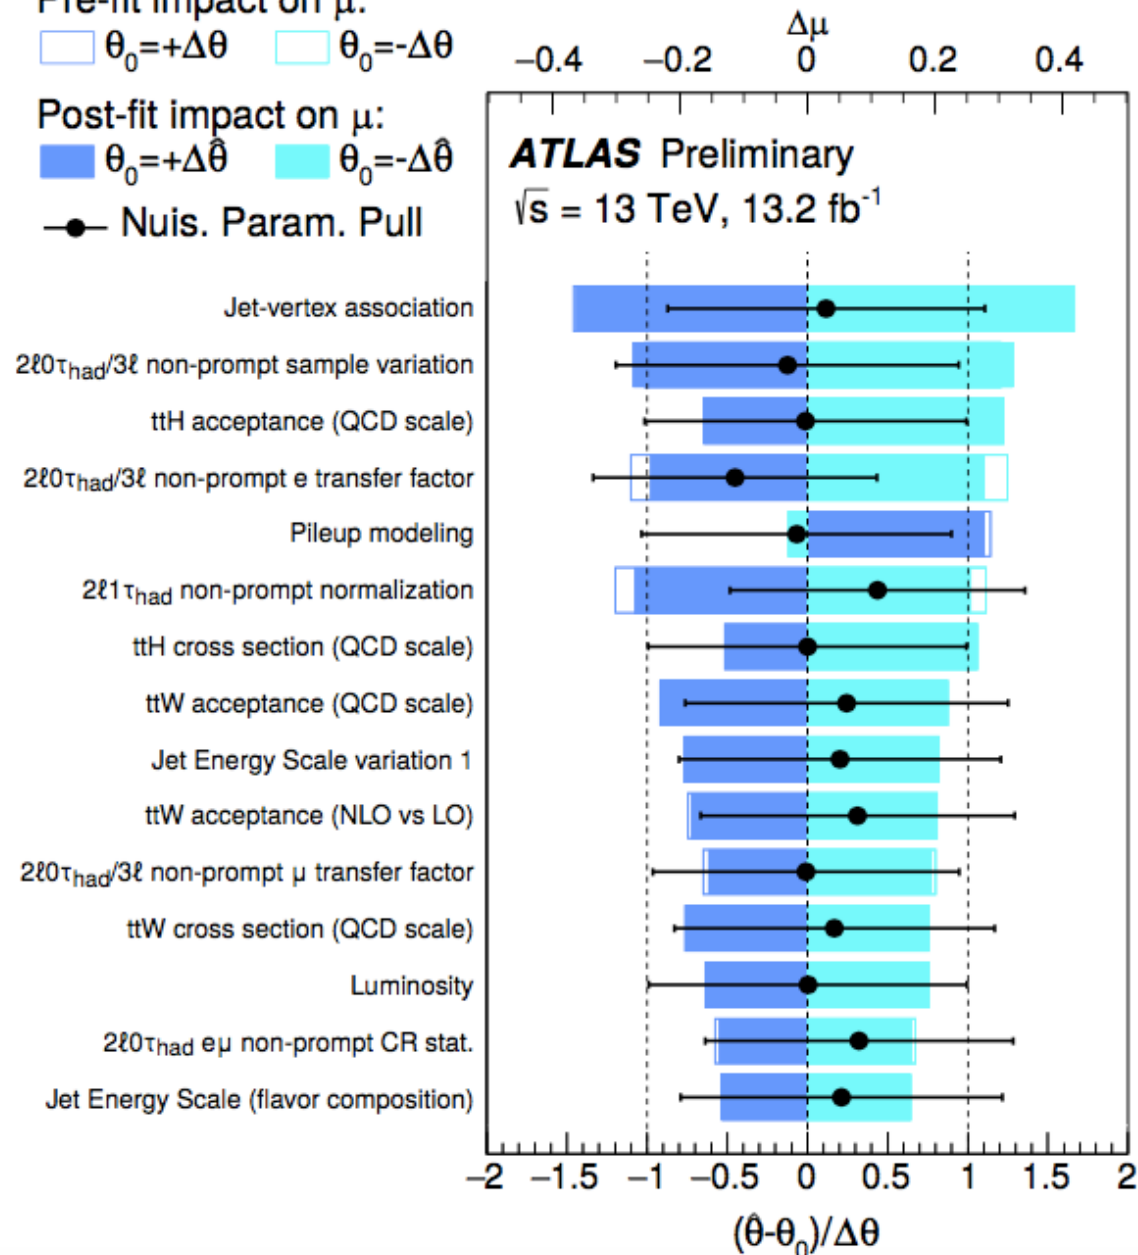 Pre-fit impact on μ:
θ₀=+Δθ θ₀=-Δθ
Post-fit impact on μ:
θ₀=+Δθ̂ θ₀=-Δθ̂
Nuis. Param. Pull
Δμ
−0.4 −0.2 0 0.2 0.4
ATLAS Preliminary
√s = 13 TeV, 13.2 fb⁻¹
Jet-vertex association
2ℓ0τhad/3ℓ non-prompt sample variation
ttH acceptance (QCD scale)
2ℓ0τhad/3ℓ non-prompt e transfer factor
Pileup modeling
2ℓ1τhad non-prompt normalization
ttH cross section (QCD scale)
ttW acceptance (QCD scale)
Jet Energy Scale variation 1
ttW acceptance (NLO vs LO)
2ℓ0τhad/3ℓ non-prompt μ transfer factor
ttW cross section (QCD scale)
Luminosity
2ℓ0τhad eμ non-prompt CR stat.
Jet Energy Scale (flavor composition)
−2 −1.5 −1 −0.5 0 0.5 1 1.5 2
(θ̂-θ₀)/Δθ